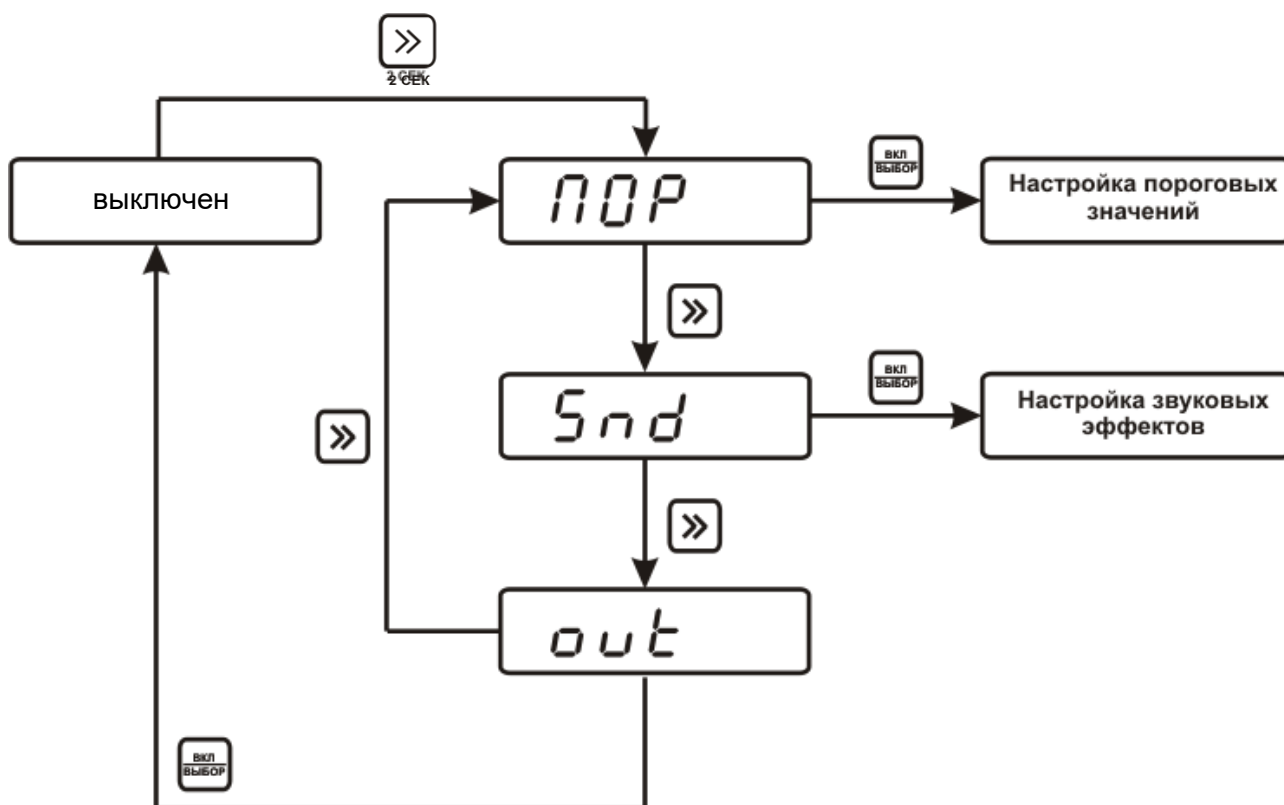 2 СЕК
выключен
ПОР
ВКЛ
ВЫБОР
Настройка пороговых
значений
Snd
ВКЛ
ВЫБОР
Настройка звуковых
эффектов
out
ВКЛ
ВЫБОР